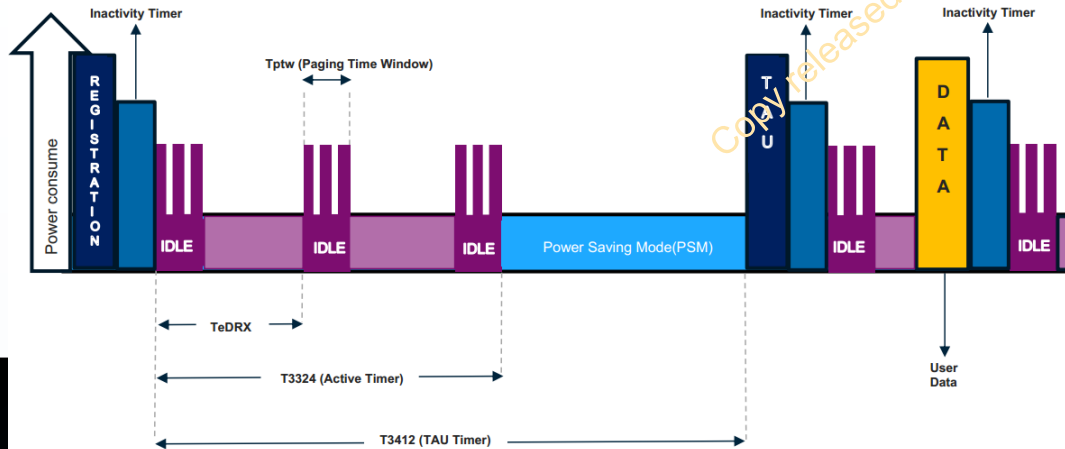 Inactivity Timer
Inactivity Timer
Inactivity Timer
Tptw (Paging Time Window)
Power consume
REGISTRATION
TAU
DATA
Copy released
IDLE
IDLE
IDLE
Power Saving Mode(PSM)
IDLE
IDLE
TeDRX
T3324 (Active Timer)
User
Data
T3412 (TAU Timer)